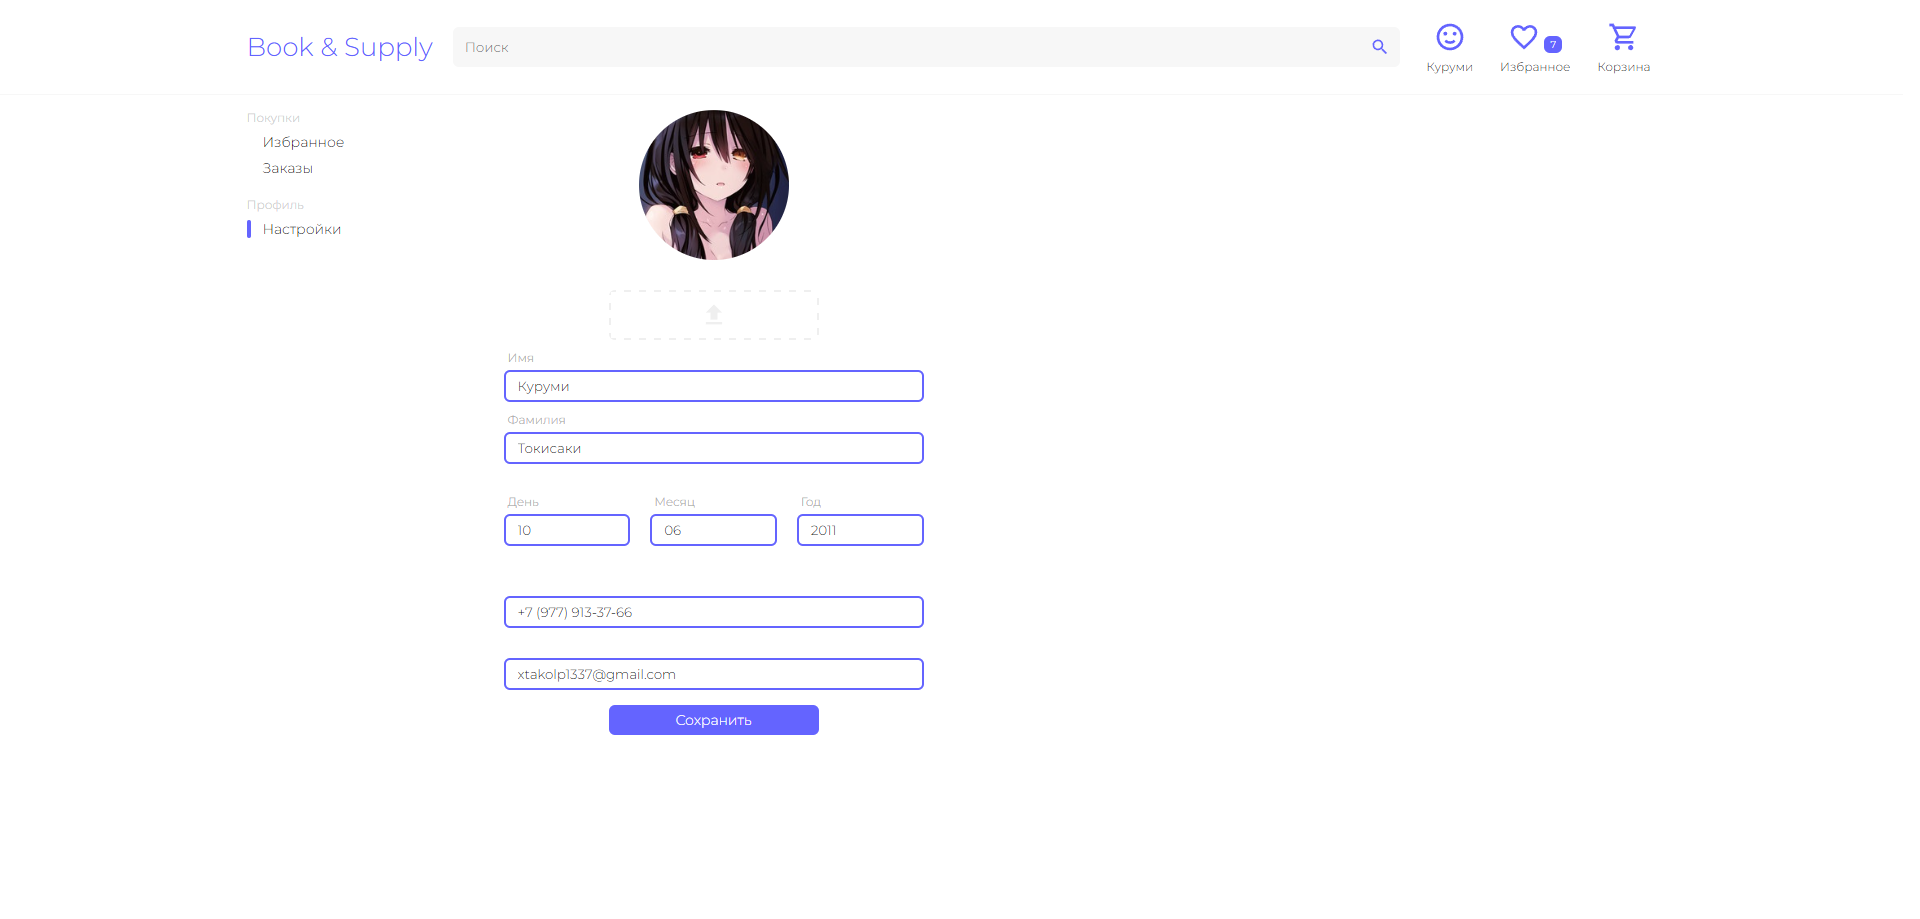 Book & Supply
Поиск
Куруми
7
Избранное
Корзина
Покупки
Избранное
Заказы
Профиль
Настройки
Имя
Куруми
Фамилия
Токисаки
День
Месяц
Год
10
06
2011
+7 (977) 913-37-66
xtakolp1337@gmail.com
Сохранить